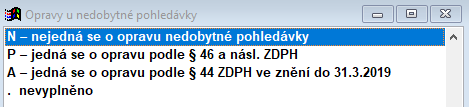 Opravy u nedobytné pohledávky
N – nejedná se o opravu nedobytné pohledávky
P – jedná se o opravu podle § 46 a násl. ZDPH
A – jedná se o opravu podle § 44 ZDPH ve znění do 31.3.2019
. nevyplněno